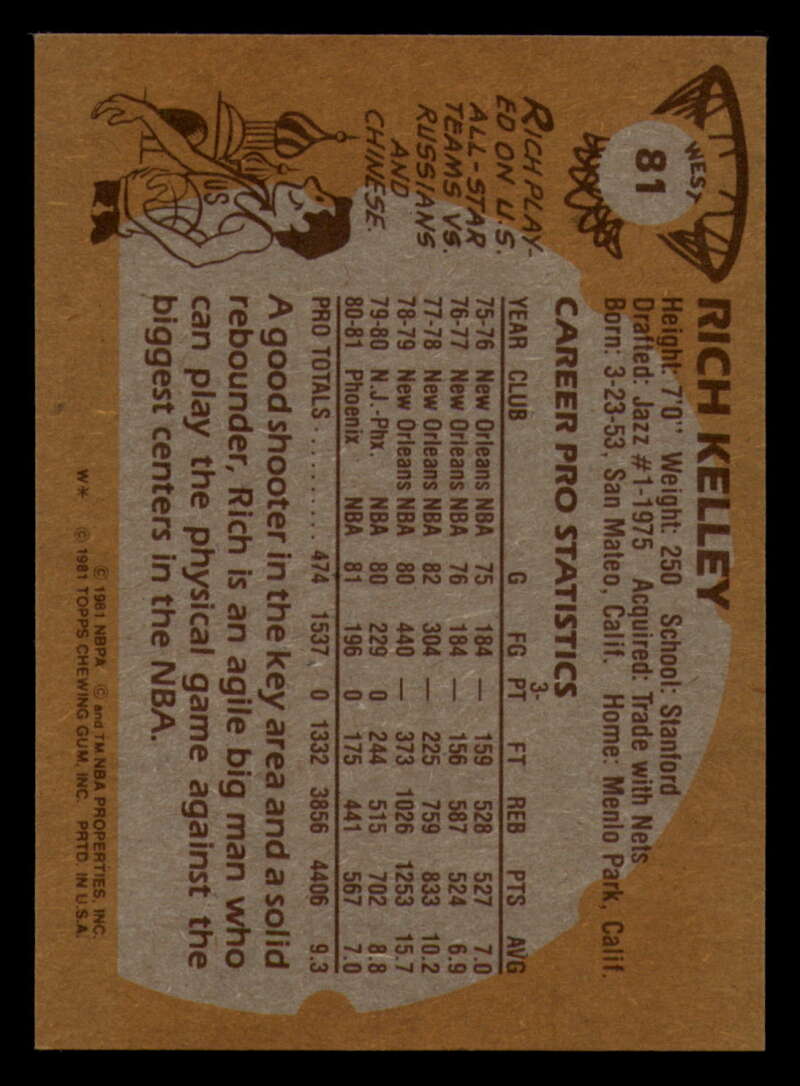 81
WEST
RICH PLAY-
ED ON U.S.
ALL-STAR
TEAMS VS.
RUSSIANS
AND
CHINESE.
US
RICH KELLEY
Height: 7'0" Weight: 250 School: Stanford
Drafted: Jazz #1-1975 Acquired: Trade with Nets
Born: 3-23-53, San Mateo, Calif. Home: Menlo Park, Calif.
CAREER PRO STATISTICS
YEAR CLUB G FG 3-PT FT REB PTS AVG
75-76 New Orleans NBA 75 184 — 159 528 527 7.0
76-77 New Orleans NBA 76 184 — 156 587 524 6.9
77-78 New Orleans NBA 82 304 — 225 759 833 10.2
78-79 New Orleans NBA 80 440 — 373 1026 1253 15.7
79-80 N.J.-Phx. NBA 80 229 0 244 515 702 8.8
80-81 Phoenix NBA 81 196 0 175 441 567 7.0
PRO TOTALS .......... 474 1537 0 1332 3856 4406 9.3
A good shooter in the key area and a solid
rebounder, Rich is an agile big man who
can play the physical game against the
biggest centers in the NBA.
© 1981 NBPA © and TM NBA PROPERTIES, INC.
W* © 1981 TOPPS CHEWING GUM, INC. PRTD. IN U.S.A.